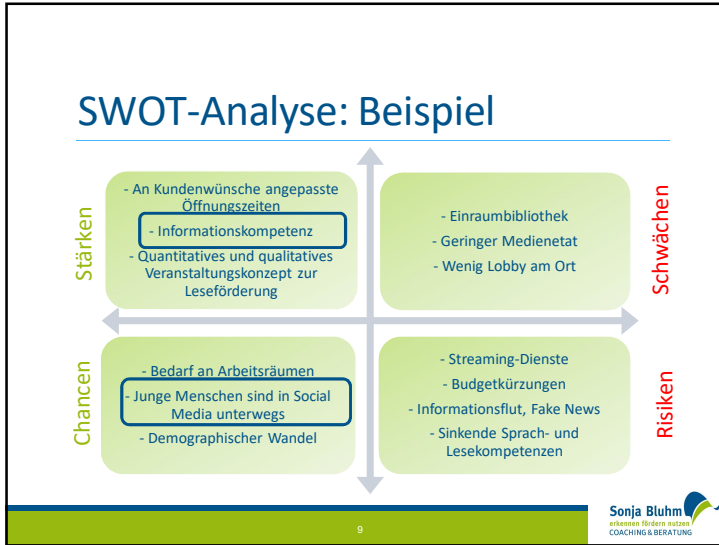 SWOT-Analyse: Beispiel
Stärken
- An Kundenwünsche angepasste
Öffnungszeiten
- Informationskompetenz
- Quantitatives und qualitatives
Veranstaltungskonzept zur
Leseförderung
- Einraumbibliothek
- Geringer Medienetat
- Wenig Lobby am Ort
Schwächen
Chancen
- Bedarf an Arbeitsräumen
- Junge Menschen sind in Social
Media unterwegs
- Demographischer Wandel
- Streaming-Dienste
- Budgetkürzungen
- Informationsflut, Fake News
- Sinkende Sprach- und
Lesekompetenzen
Risiken
9
Sonja Bluhm
erkennen fördern nutzen
COACHING & BERATUNG